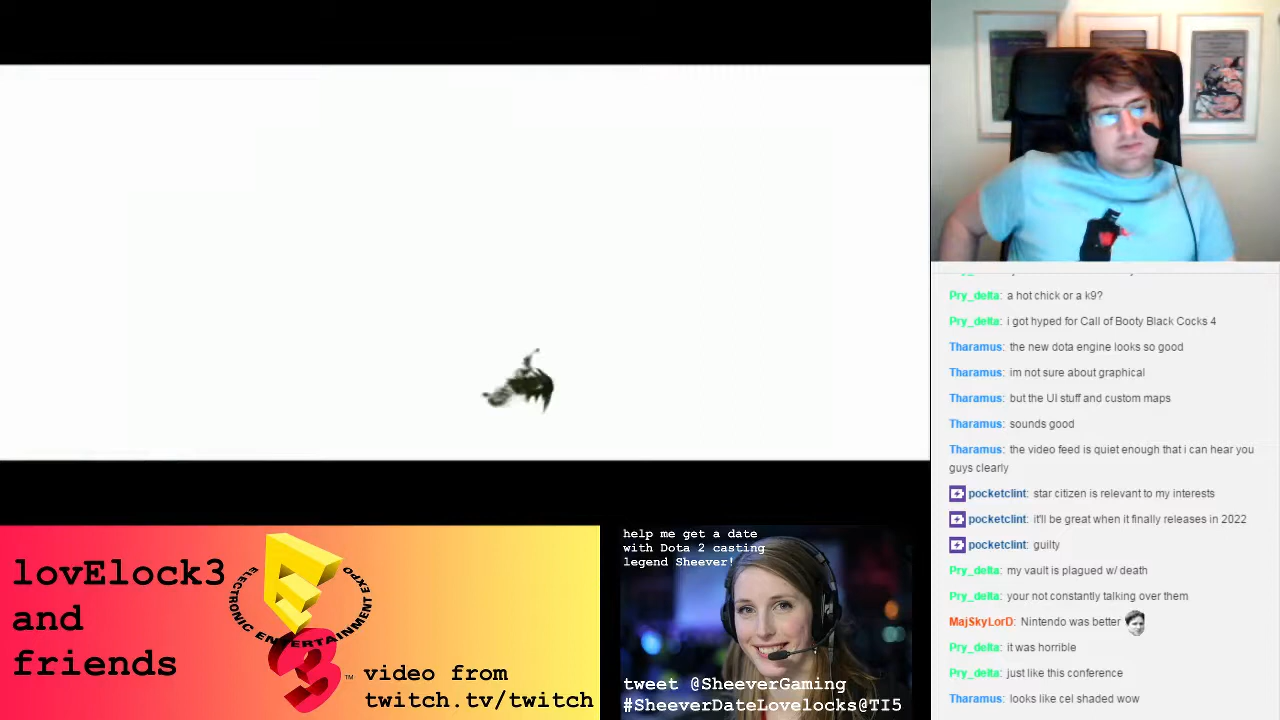 Pry_delta: a hot chick or a k9?
Pry_delta: i got hyped for Call of Booty Black Cocks 4
Tharamus: the new dota engine looks so good
Tharamus: im not sure about graphical
Tharamus: but the UI stuff and custom maps
Tharamus: sounds good
Tharamus: the video feed is quiet enough that i can hear you
guys clearly
pocketclint: star citizen is relevant to my interests
pocketclint: it'll be great when it finally releases in 2022
pocketclint: guilty
Pry_delta: my vault is plagued w/ death
Pry_delta: your not constantly talking over them
MajSkyLorD: Nintendo was better
Pry_delta: it was horrible
Pry_delta: just like this conference
Tharamus: looks like cel shaded wow
lovElock3
and
friends
E3
ELECTRONIC ENTERTAINMENT EXPO
TM
video from
twitch.tv/twitch
help me get a date
with Dota 2 casting
legend Sheever!
tweet @SheeverGaming
#SheeverDateLovelocks@TI5